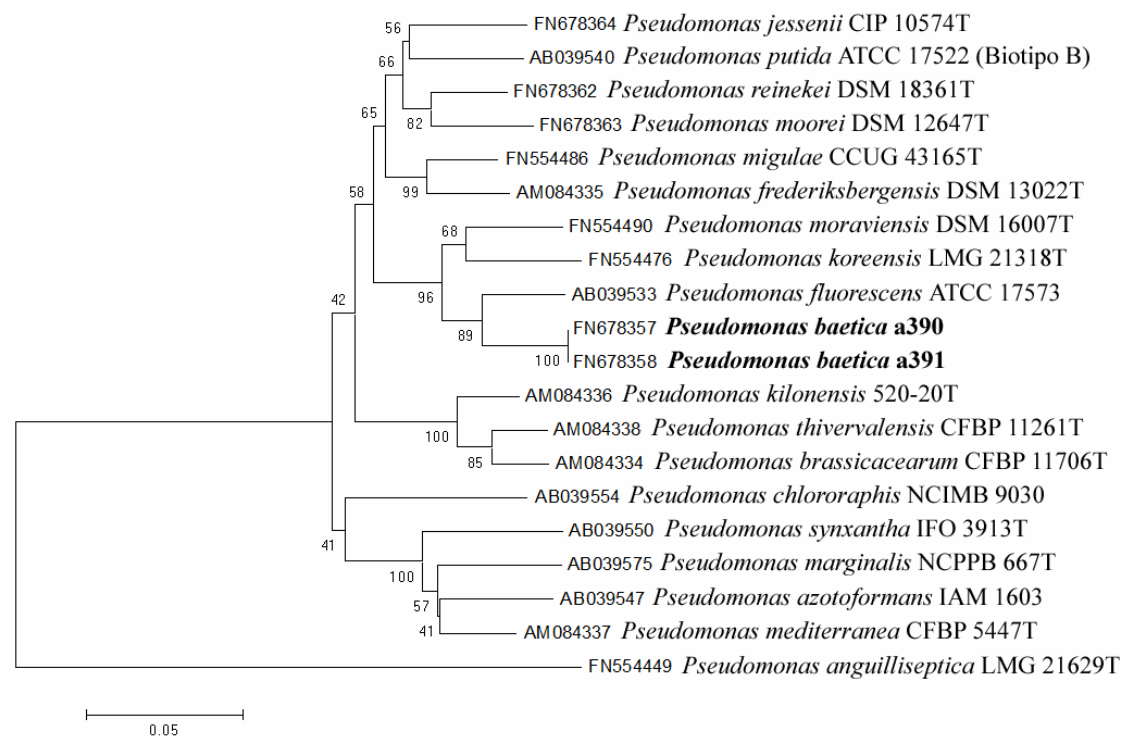 56 FN678364 Pseudomonas jessenii CIP 10574T
AB039540 Pseudomonas putida ATCC 17522 (Biotipo B)
66
FN678362 Pseudomonas reinekei DSM 18361T
65
82 FN678363 Pseudomonas moorei DSM 12647T
FN554486 Pseudomonas migulae CCUG 43165T
58 99 AM084335 Pseudomonas frederiksbergensis DSM 13022T
68 FN554490 Pseudomonas moraviensis DSM 16007T
FN554476 Pseudomonas koreensis LMG 21318T
42 96 AB039533 Pseudomonas fluorescens ATCC 17573
89 FN678357 Pseudomonas baetica a390
100 FN678358 Pseudomonas baetica a391
AM084336 Pseudomonas kilonensis 520-20T
100 AM084338 Pseudomonas thivervalensis CFBP 11261T
85 AM084334 Pseudomonas brassicacearum CFBP 11706T
AB039554 Pseudomonas chlororaphis NCIMB 9030
AB039550 Pseudomonas synxantha IFO 3913T
41
100 AB039575 Pseudomonas marginalis NCPPB 667T
57 AB039547 Pseudomonas azotoformans IAM 1603
41 AM084337 Pseudomonas mediterranea CFBP 5447T
FN554449 Pseudomonas anguilliseptica LMG 21629T
0.05